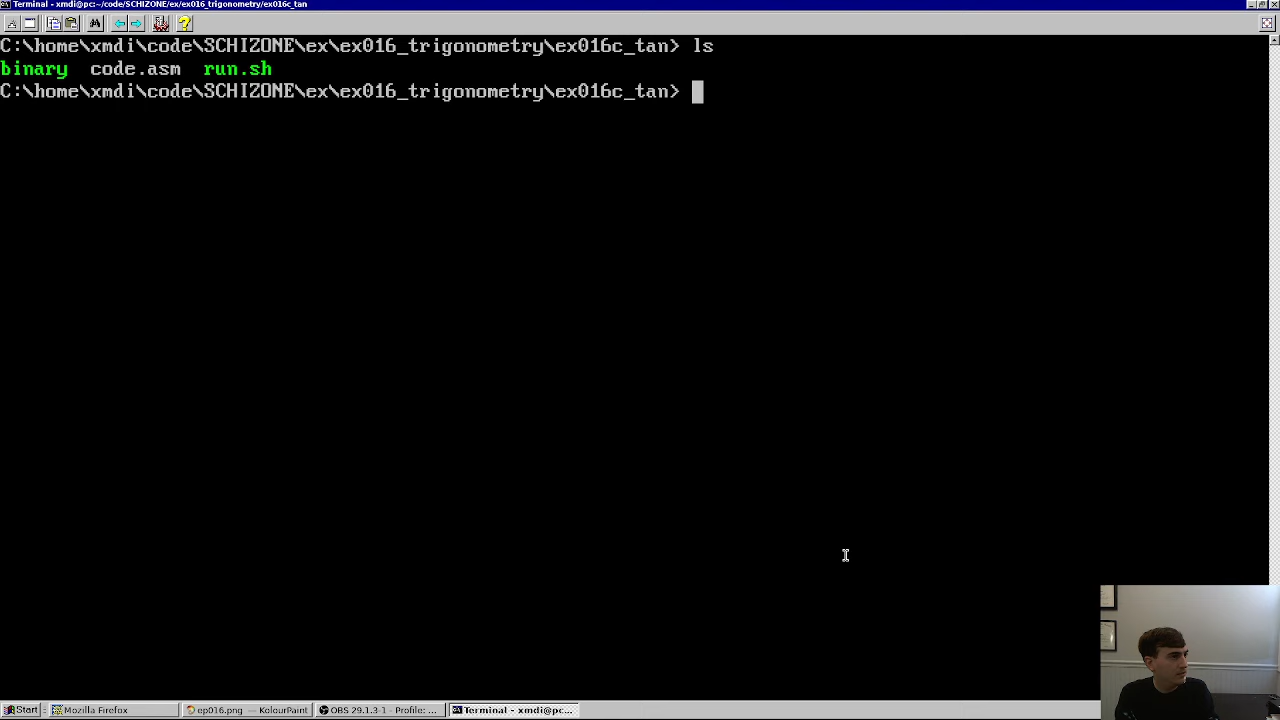 Terminal - xmdi@pc:~/code/SCHIZONE/ex/ex016_trigonometry/ex016c_tan
C:\home\xmdi\code\SCHIZONE\ex\ex016_trigonometry\ex016c_tan> ls
binary code.asm run.sh
C:\home\xmdi\code\SCHIZONE\ex\ex016_trigonometry\ex016c_tan>
Start Mozilla Firefox ep016.png — KolourPaint OBS 29.1.3-1 - Profile: ... Terminal - xmdi@pc...